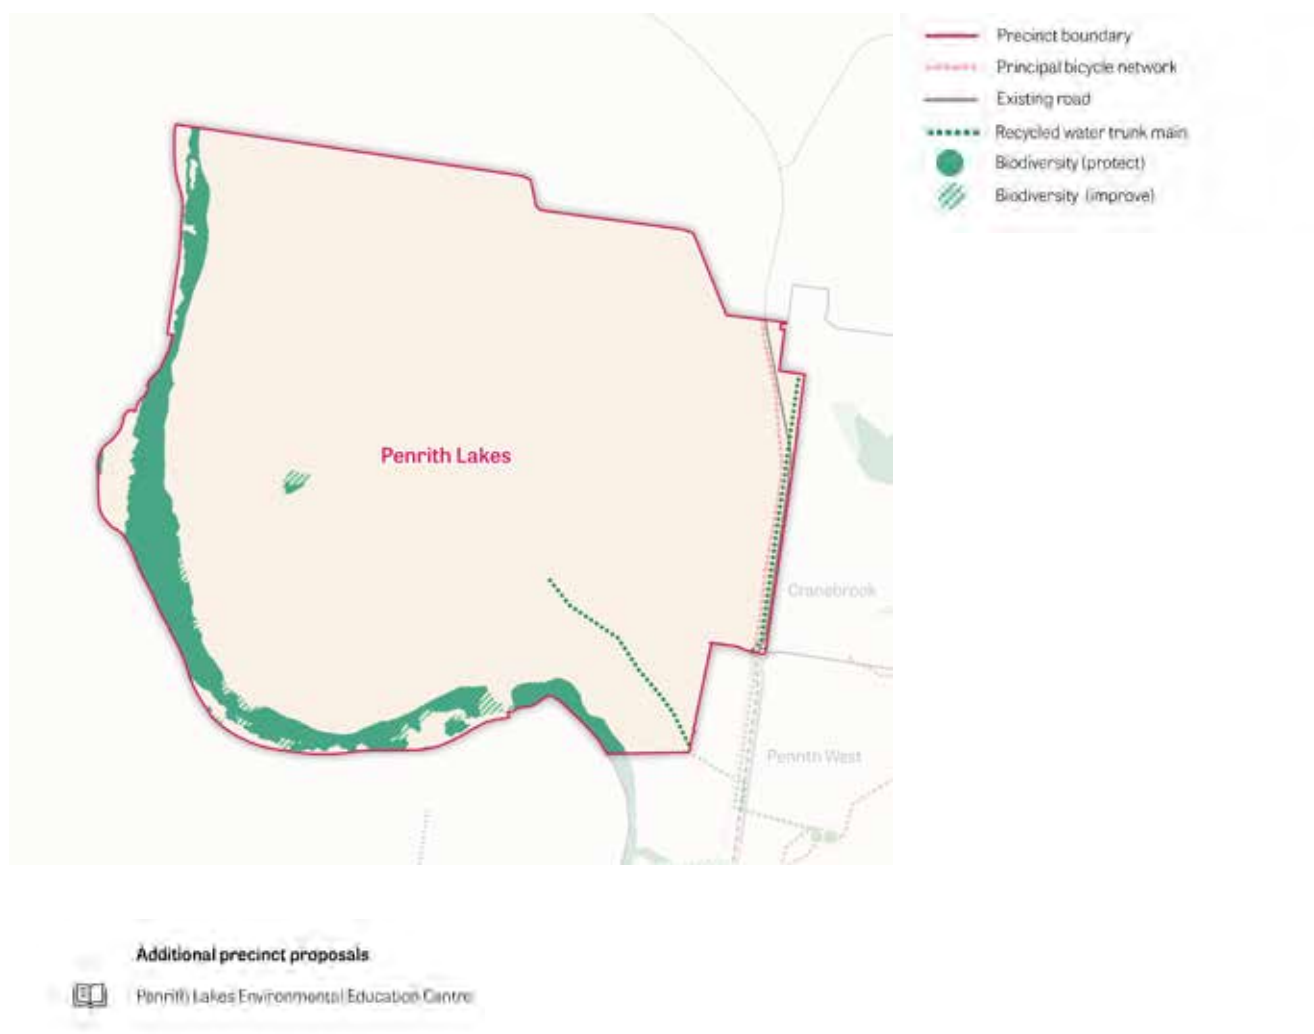 Precinct boundary
Principal bicycle network
Existing road
Recycled water trunk main
Biodiversity (protect)
Biodiversity (improve)
Penrith Lakes
Cranebrook
Penrith West
Additional precinct proposals
Penrith Lakes Environmental Education Centre